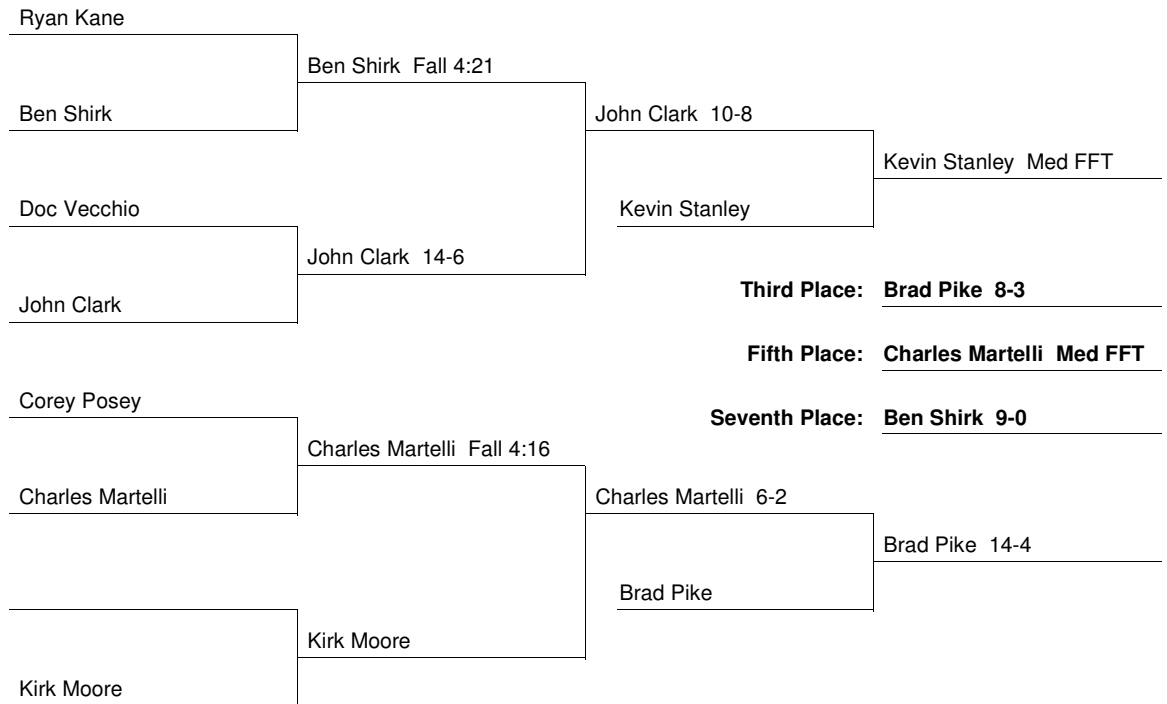 Ryan Kane
Ben Shirk  Fall 4:21
Ben Shirk
John Clark  10-8
Kevin Stanley  Med FFT
Doc Vecchio
Kevin Stanley
John Clark  14-6
Third Place: Brad Pike  8-3
John Clark
Fifth Place: Charles Martelli  Med FFT
Corey Posey
Seventh Place: Ben Shirk  9-0
Charles Martelli  Fall 4:16
Charles Martelli
Charles Martelli  6-2
Brad Pike  14-4
Brad Pike
Kirk Moore
Kirk Moore